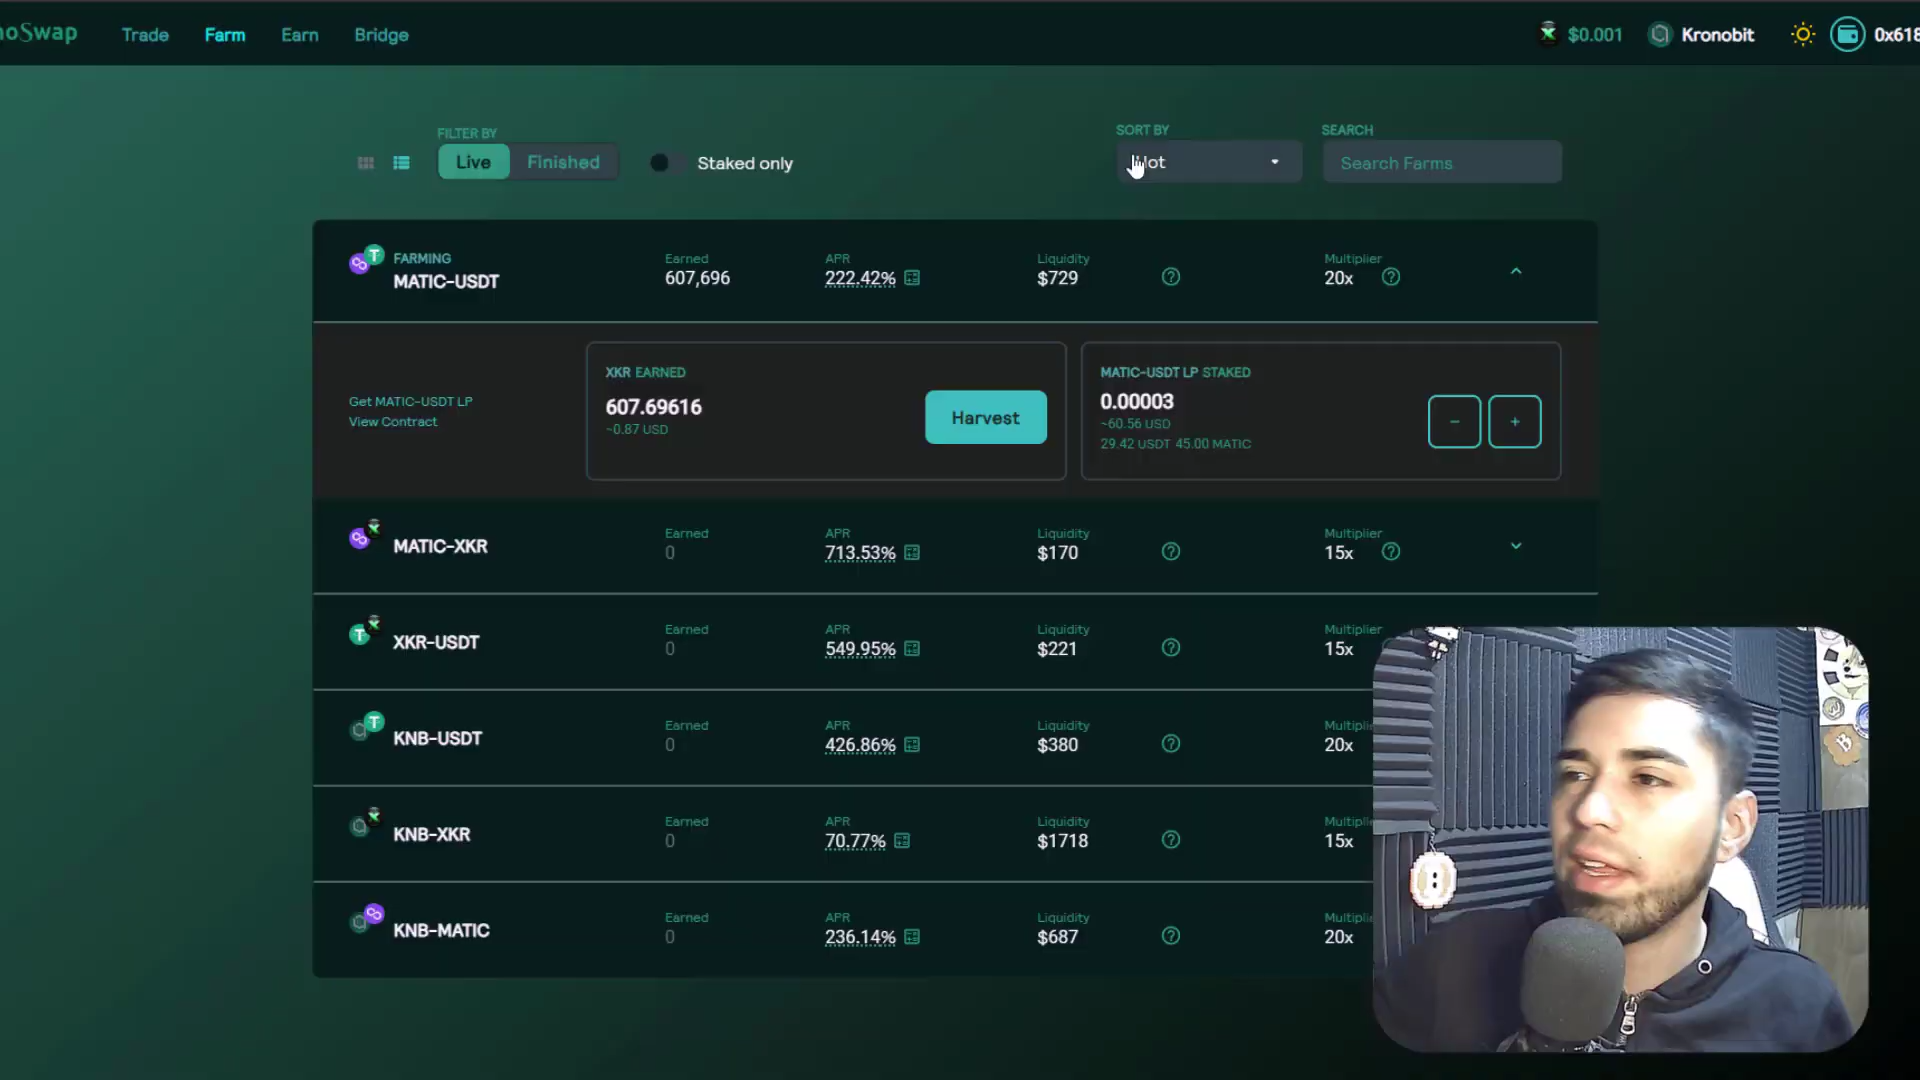 noSwap
Trade
Farm
Earn
Bridge
$0.001
Kronobit
0x618
FILTER BY
Live
Finished
Staked only
SORT BY
Hot
SEARCH
Search Farms
FARMING
MATIC-USDT
Earned
607,696
APR
222.42%
Liquidity
$729
Multiplier
20x
Get MATIC-USDT LP
View Contract
XKR EARNED
607.69616
~0.87 USD
Harvest
MATIC-USDT LP STAKED
0.00003
~60.56 USD
29.42 USDT 45.00 MATIC
-
+
MATIC-XKR
Earned
0
APR
713.53%
Liquidity
$170
Multiplier
15x
XKR-USDT
Earned
0
APR
549.95%
Liquidity
$221
Multiplier
15x
KNB-USDT
Earned
0
APR
426.86%
Liquidity
$380
Multipli
20x
KNB-XKR
Earned
0
APR
70.77%
Liquidity
$1718
Multipli
15x
KNB-MATIC
Earned
0
APR
236.14%
Liquidity
$687
Multipli
20x